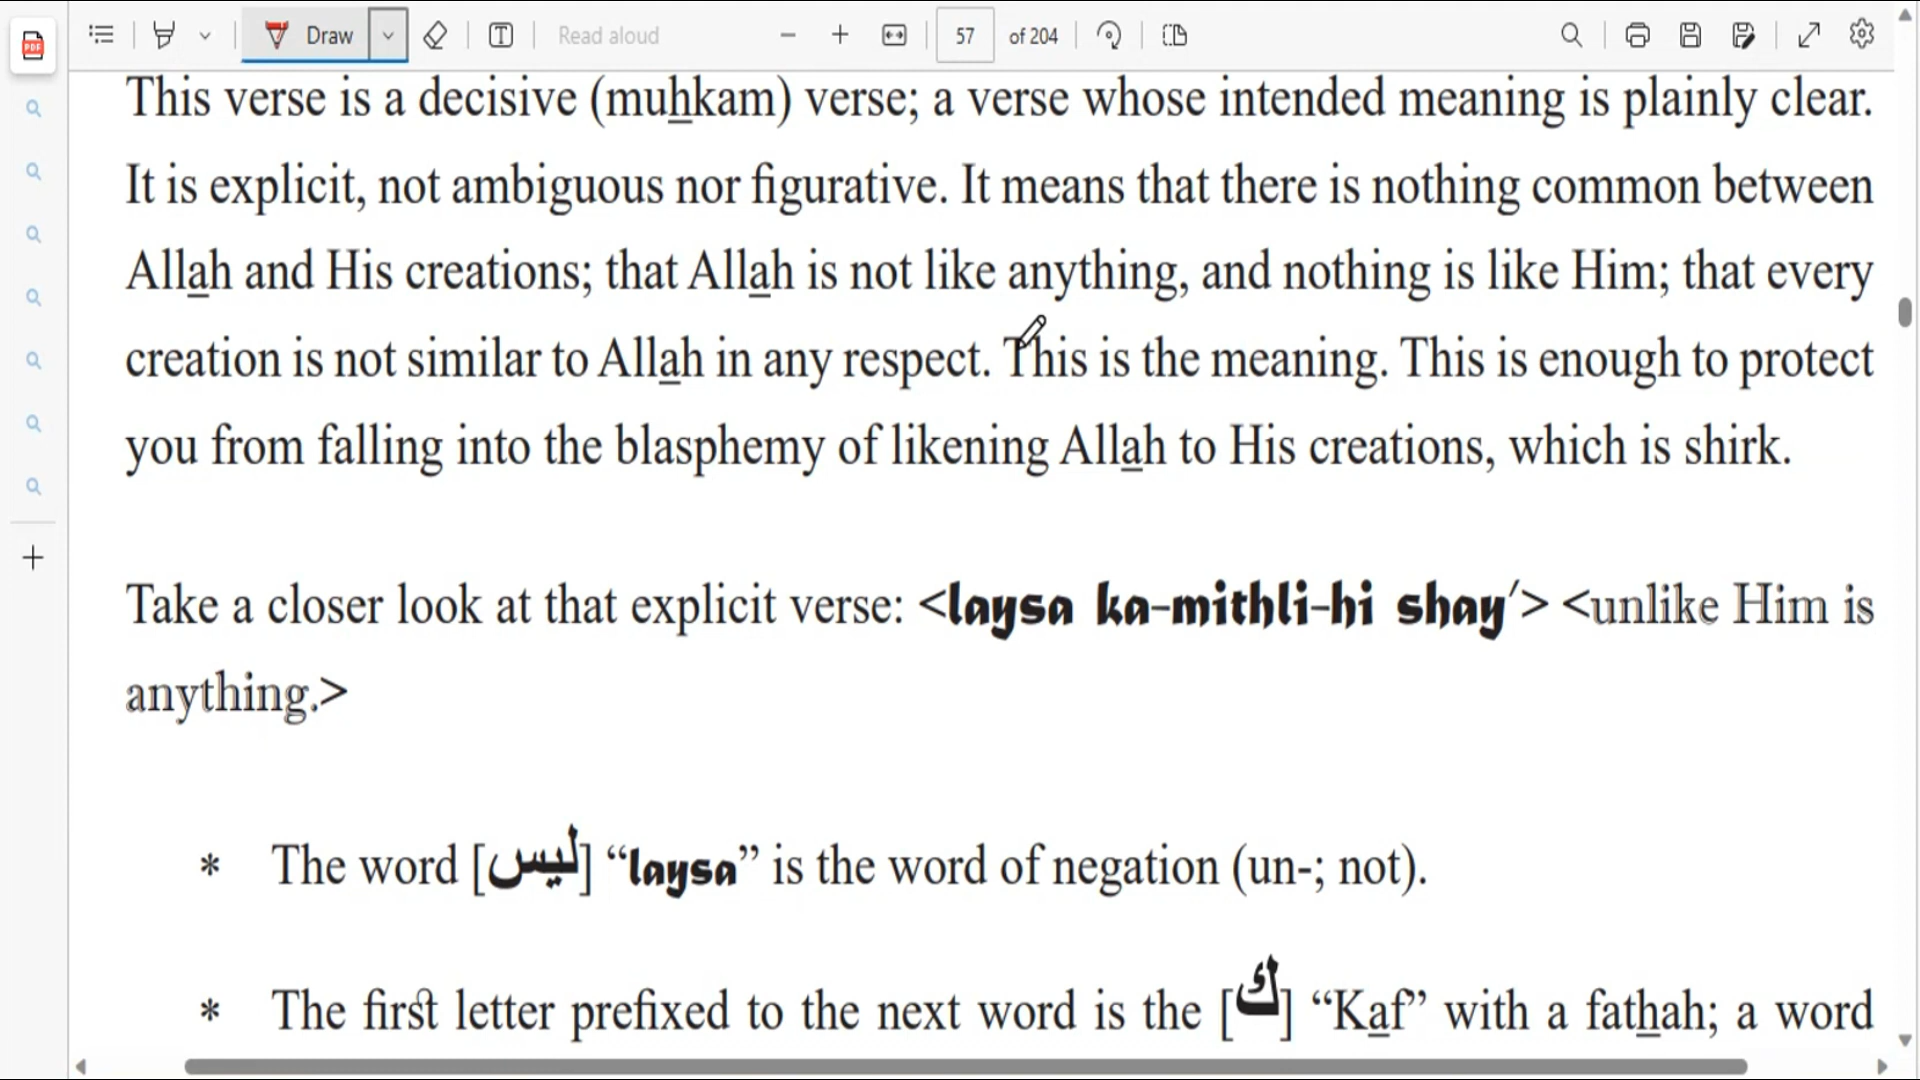 PDF
Draw
Read aloud
57
of 204
This verse is a decisive (muhkam) verse; a verse whose intended meaning is plainly clear.
It is explicit, not ambiguous nor figurative. It means that there is nothing common between
Allah and His creations; that Allah is not like anything, and nothing is like Him; that every
creation is not similar to Allah in any respect. This is the meaning. This is enough to protect
you from falling into the blasphemy of likening Allah to His creations, which is shirk.
Take a closer look at that explicit verse: <laysa ka-mithli-hi shay′> <unlike Him is
anything.>
* The word [ليس] “laysa” is the word of negation (un-; not).
* The first letter prefixed to the next word is the [ك] “Kaf” with a fathah; a word